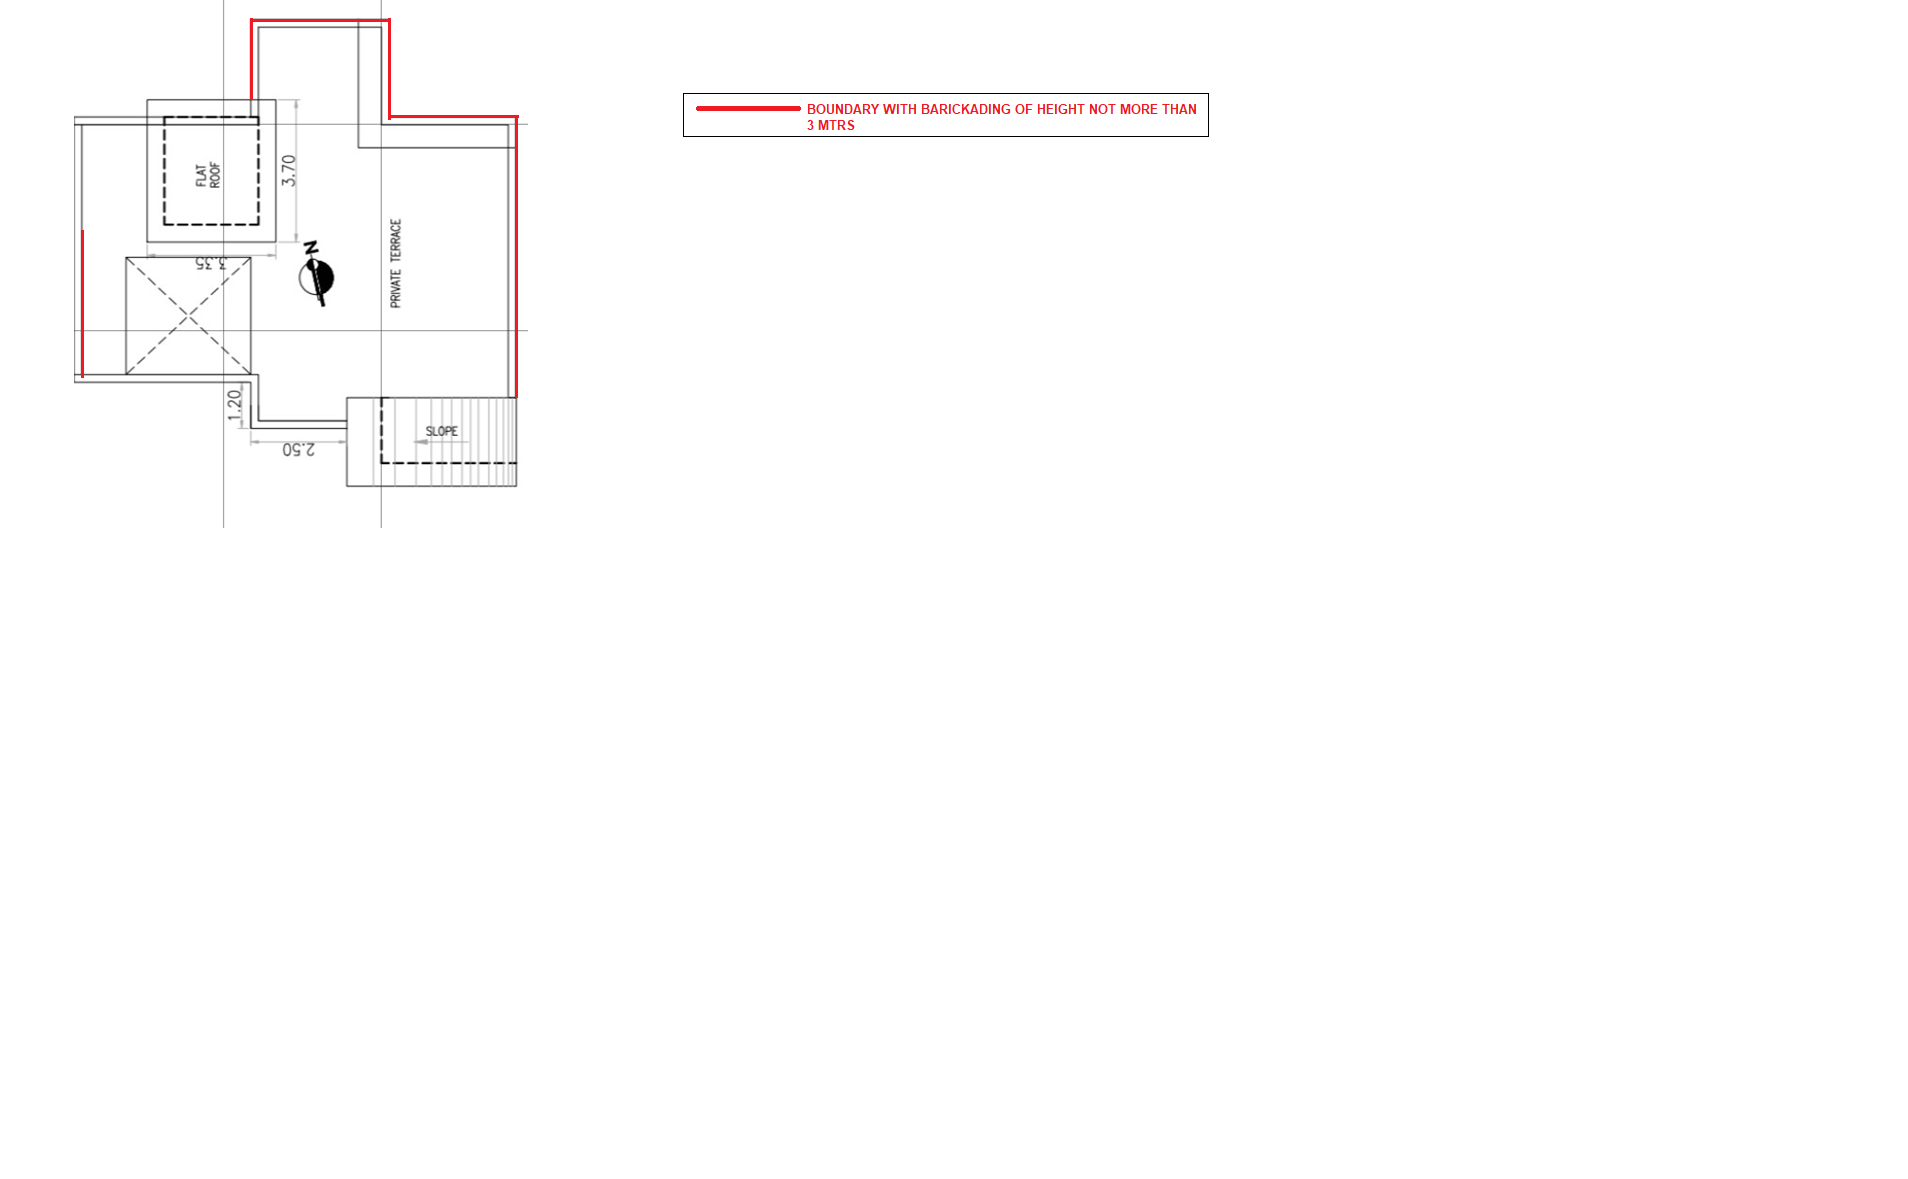 BOUNDARY WITH BARICKADING OF HEIGHT NOT MORE THAN
3 MTRS
FLAT
ROOF
3.70
PRIVATE TERRACE
N
3.35
1.20
SLOPE
2.50